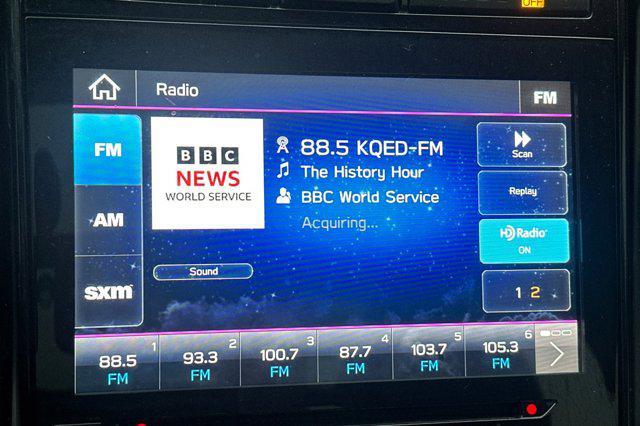 OFF
Radio
FM
FM
AM
sxm
BBC
NEWS
WORLD SERVICE
88.5 KQED-FM
The History Hour
BBC World Service
Acquiring...
Sound
Scan
Replay
HD Radio
ON
1 2
88.5 1
FM
93.3 2
FM
100.7 3
FM
87.7 4
FM
103.7 5
FM
105.3 6
FM